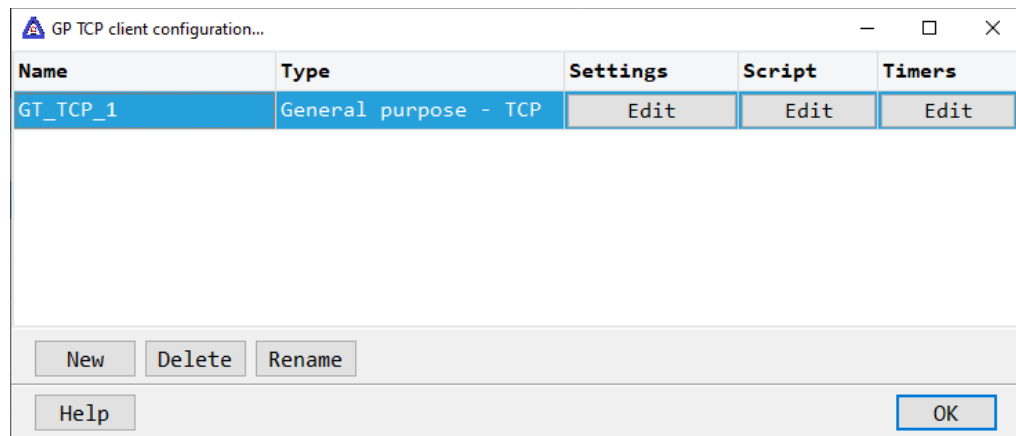 GP TCP client configuration...
Name Type Settings Script Timers
GT_TCP_1 General purpose - TCP Edit Edit Edit
New Delete Rename
Help OK